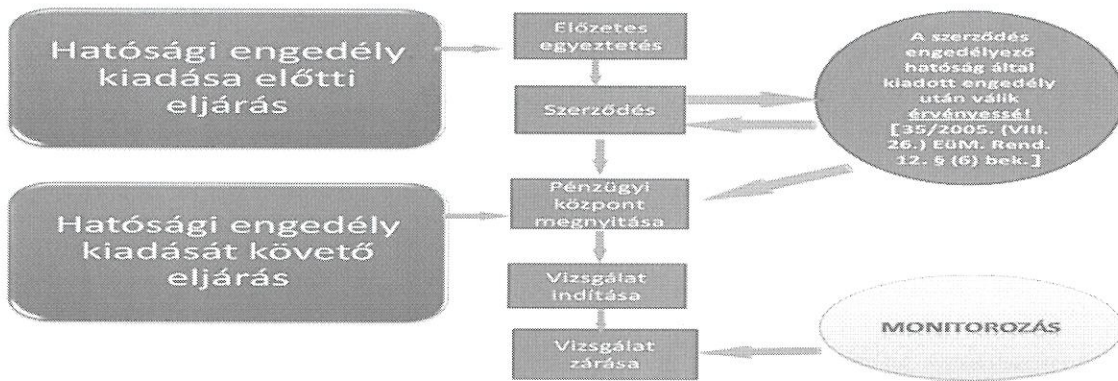 Hatósági engedély
kiadása előtti
eljárás
Előzetes
egyeztetés
Szerződés
A szerződés
engedélyező
hatóság által
kiadott engedély
után válik
érvényessé!
[35/2005. (VIII.
26.) EüM. Rend.
12. § (6) bek.]
Hatósági engedély
kiadását követő
eljárás
Pénzügyi
központ
megnyitása
Vizsgálat
indítása
Vizsgálat
zárása
MONITOROZÁS